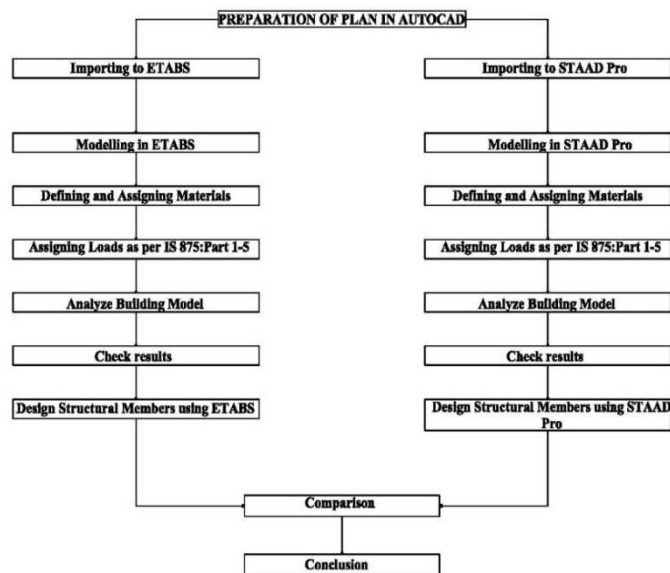 PREPARATION OF PLAN IN AUTOCAD
Importing to ETABS
Modelling in ETABS
Defining and Assigning Materials
Assigning Loads as per IS 875:Part 1-5
Analyze Building Model
Check results
Design Structural Members using ETABS
Importing to STAAD Pro
Modelling in STAAD Pro
Defining and Assigning Materials
Assigning Loads as per IS 875:Part 1-5
Analyze Building Model
Check results
Design Structural Members using STAAD
Pro
Comparison
Conclusion